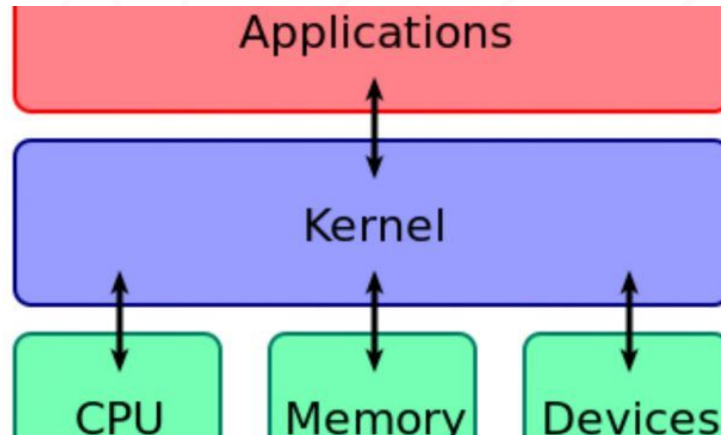 Applications
Kernel
CPU
Memory
Devices